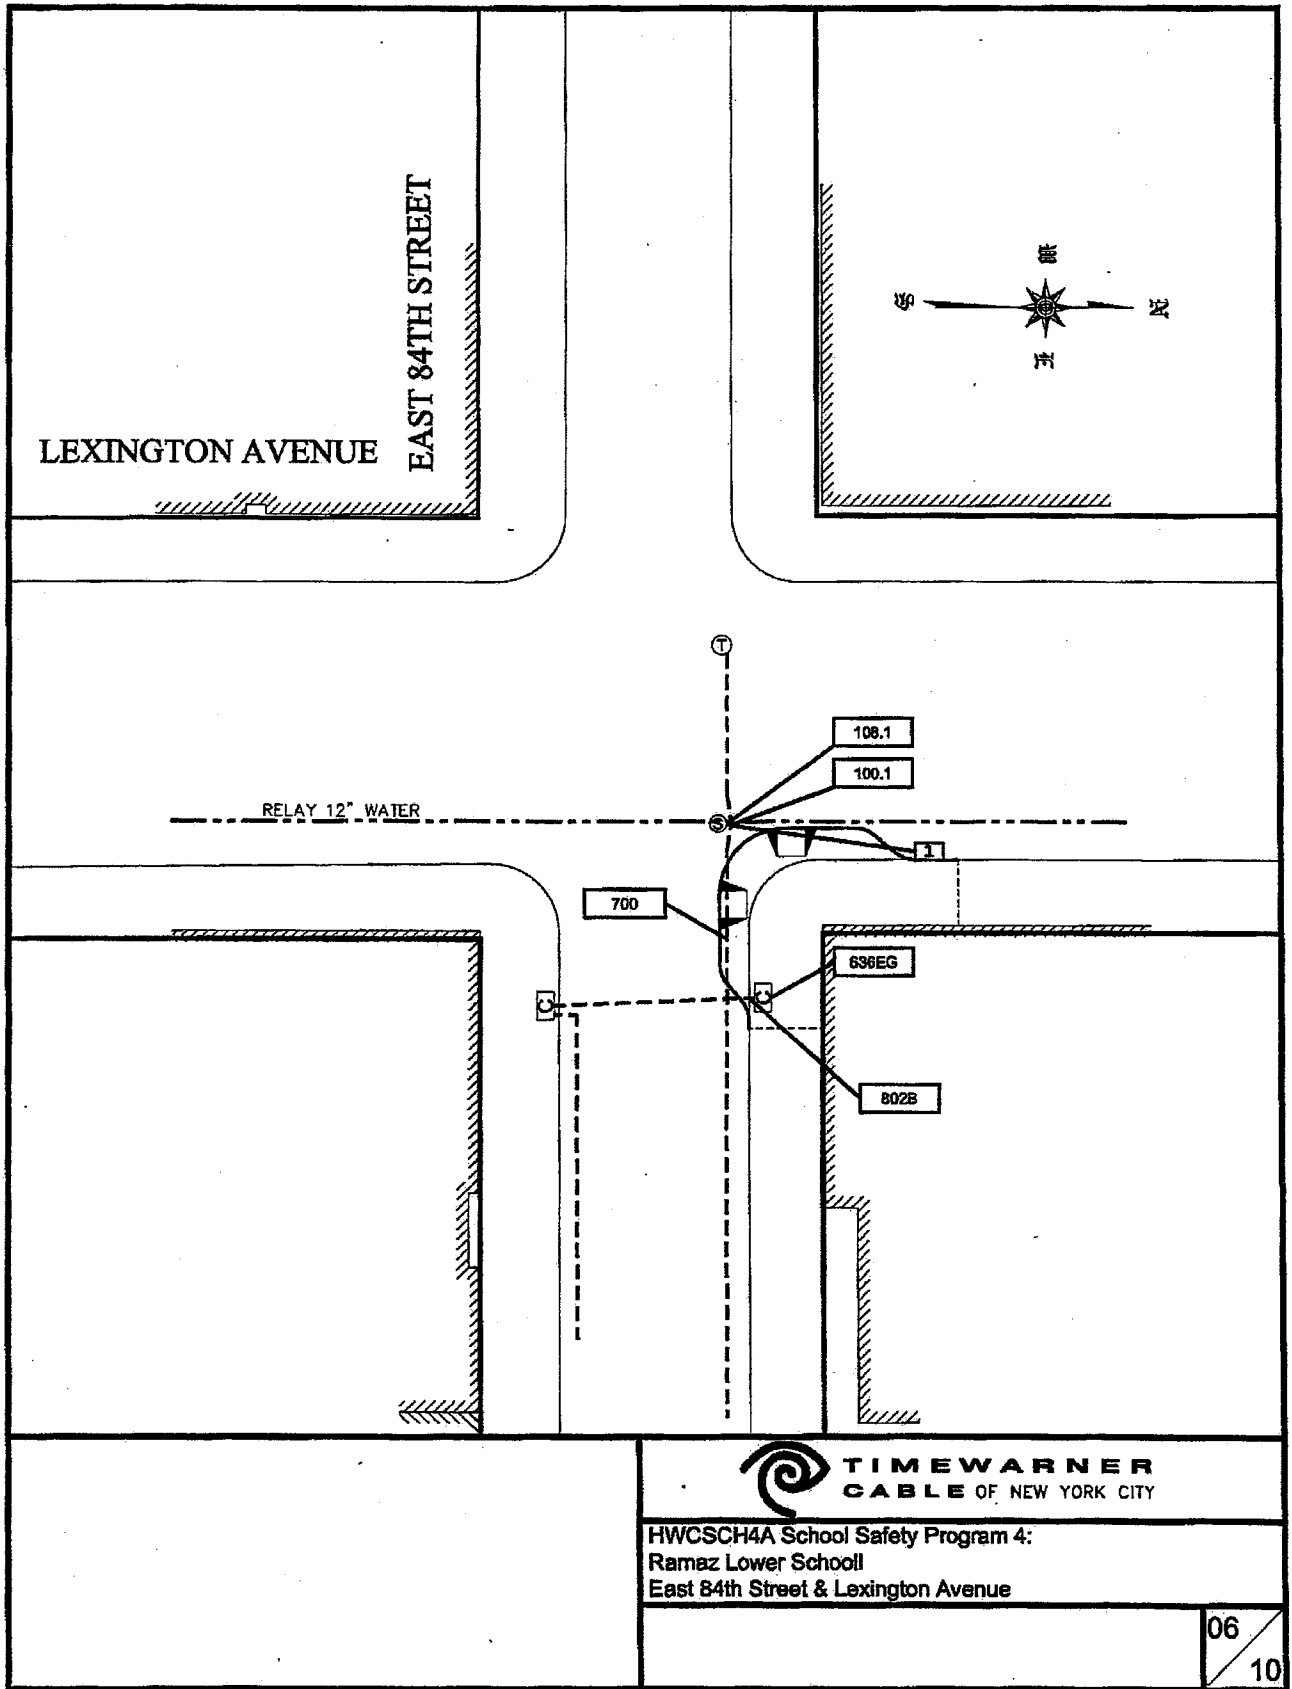 EAST 84TH STREET
LEXINGTON AVENUE
W
S
N
E
T
108.1
100.1
RELAY 12" WATER
S
1
700
636EG
C
C
802B
TIMEWARNER
CABLE OF NEW YORK CITY
HWCSCH4A School Safety Program 4:
Ramaz Lower Schooll
East 84th Street & Lexington Avenue
06
10